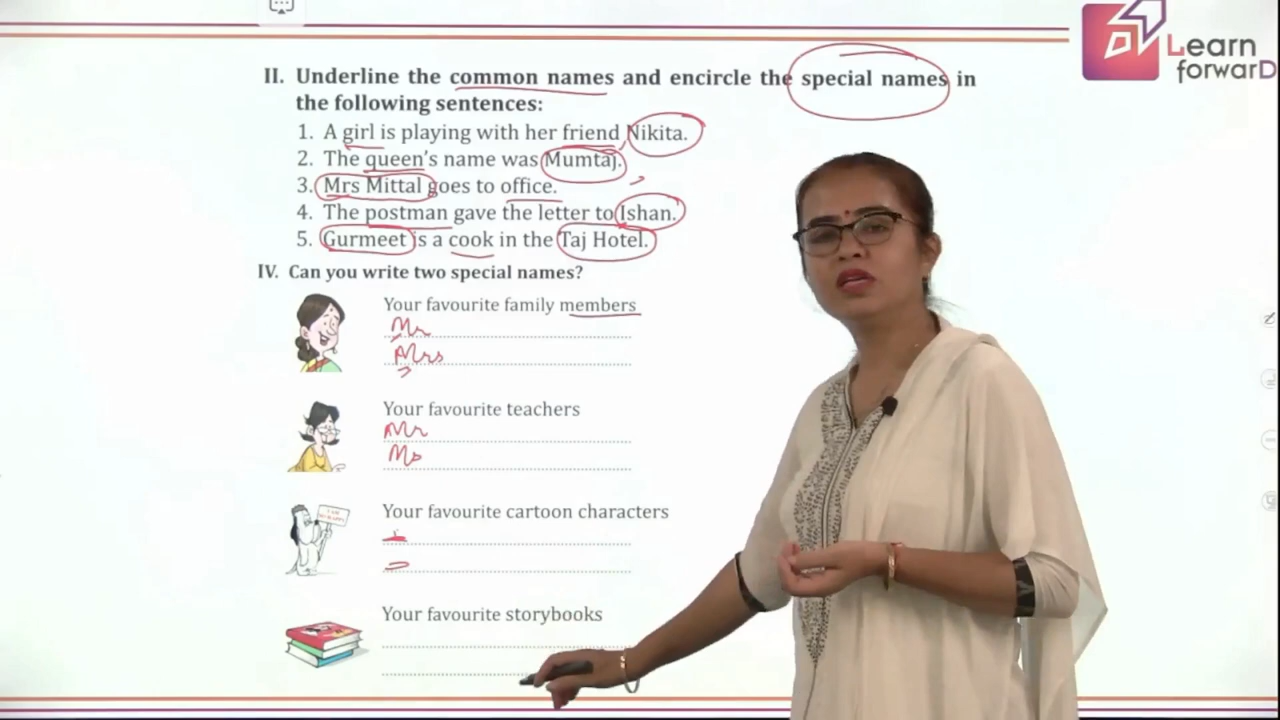 Learn
forwarD
II. Underline the common names and encircle the special names in
the following sentences:
1. A girl is playing with her friend Nikita.
2. The queen's name was Mumtaj.
3. Mrs Mittal goes to office.
4. The postman gave the letter to Ishan.
5. Gurmeet is a cook in the Taj Hotel.
IV. Can you write two special names?
Your favourite family members
Mr
Mrs
Your favourite teachers
Mr
Ms
Your favourite cartoon characters
Your favourite storybooks